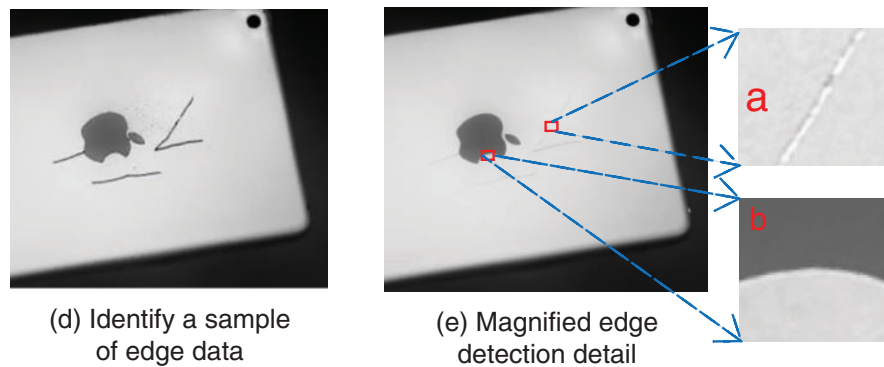 a
b
(d) Identify a sample
of edge data
(e) Magnified edge
detection detail